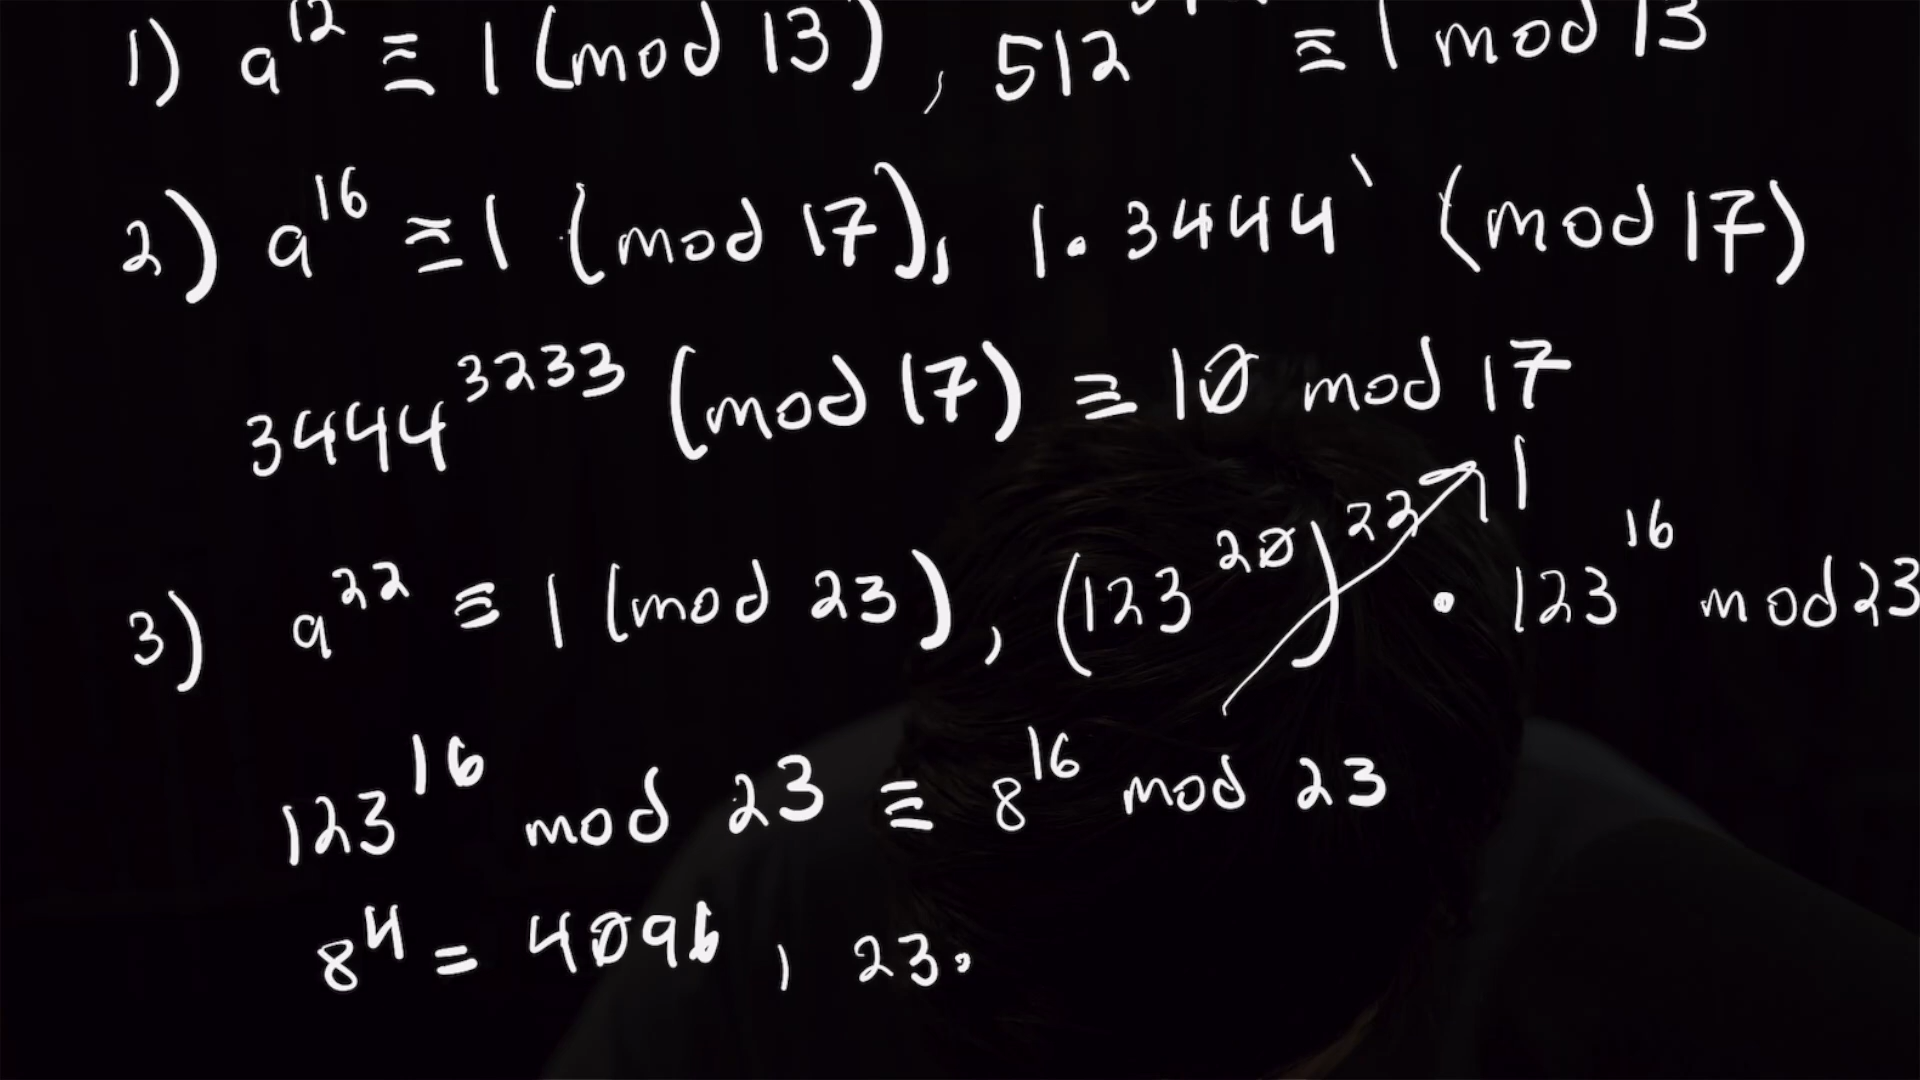 1) a^12 ≡ 1 (mod 13), 512 ≡ 1 mod 13
2) a^16 ≡ 1 (mod 17), 1 · 3444^1 (mod 17)
3444^3233 (mod 17) ≡ 10 mod 17
3) a^22 ≡ 1 (mod 23), (123^20)^22 1 · 123^16 mod 23
123^16 mod 23 ≡ 8^16 mod 23
8^4 = 4096, 23.